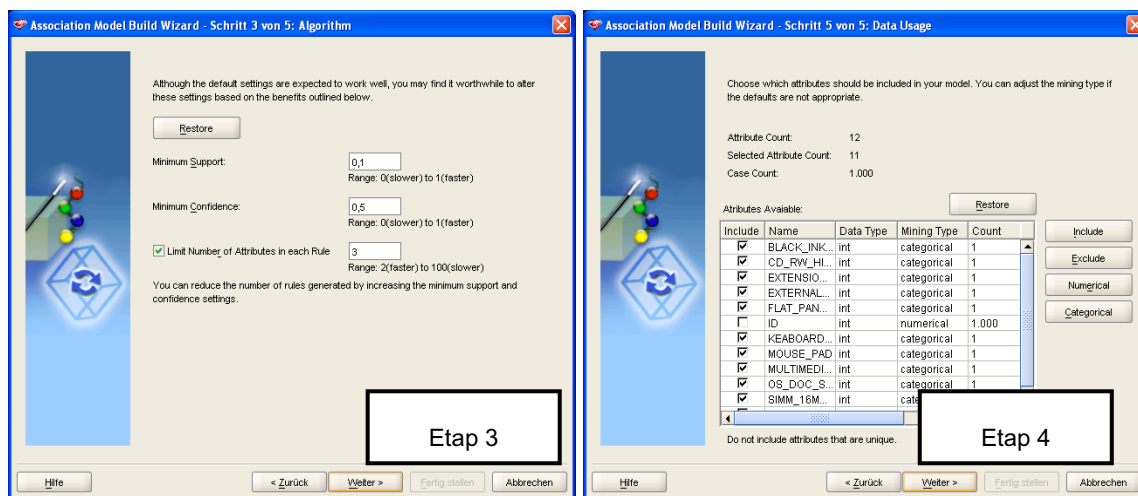 Association Model Build Wizard - Schritt 3 von 5: Algorithm
Although the default settings are expected to work well, you may find it worthwhile to alter
these settings based on the benefits outlined below.
Restore
Minimum Support:
0,1
Range: 0(slower) to 1(faster)
Minimum Confidence:
0,5
Range: 0(slower) to 1(faster)
Limit Number of Attributes in each Rule
3
Range: 2(faster) to 100(slower)
You can reduce the number of rules generated by increasing the minimum support and
confidence settings.
Etap 3
Hilfe
< Zurück
Weiter >
Fertig stellen
Abbrechen
Association Model Build Wizard - Schritt 5 von 5: Data Usage
Choose which attributes should be included in your model. You can adjust the mining type if
the defaults are not appropriate.
Attribute Count: 12
Selected Attribute Count: 11
Case Count: 1.000
Atributes Avaiable:
Restore
Include Name Data Type Mining Type Count
BLACK_INK... int categorical 1
CD_RW_HI... int categorical 1
EXTENSIO... int categorical 1
EXTERNAL... int categorical 1
FLAT_PAN... int categorical 1
ID int numerical 1.000
KEABOARD... int categorical 1
MOUSE_PAD int categorical 1
MULTIMEDI... int categorical 1
OS_DOC_S... int categorical 1
SIMM_16M... int cate
Include
Exclude
Numerical
Categorical
Do not include attributes that are unique.
Etap 4
Hilfe
< Zurück
Weiter >
Fertig stellen
Abbrechen